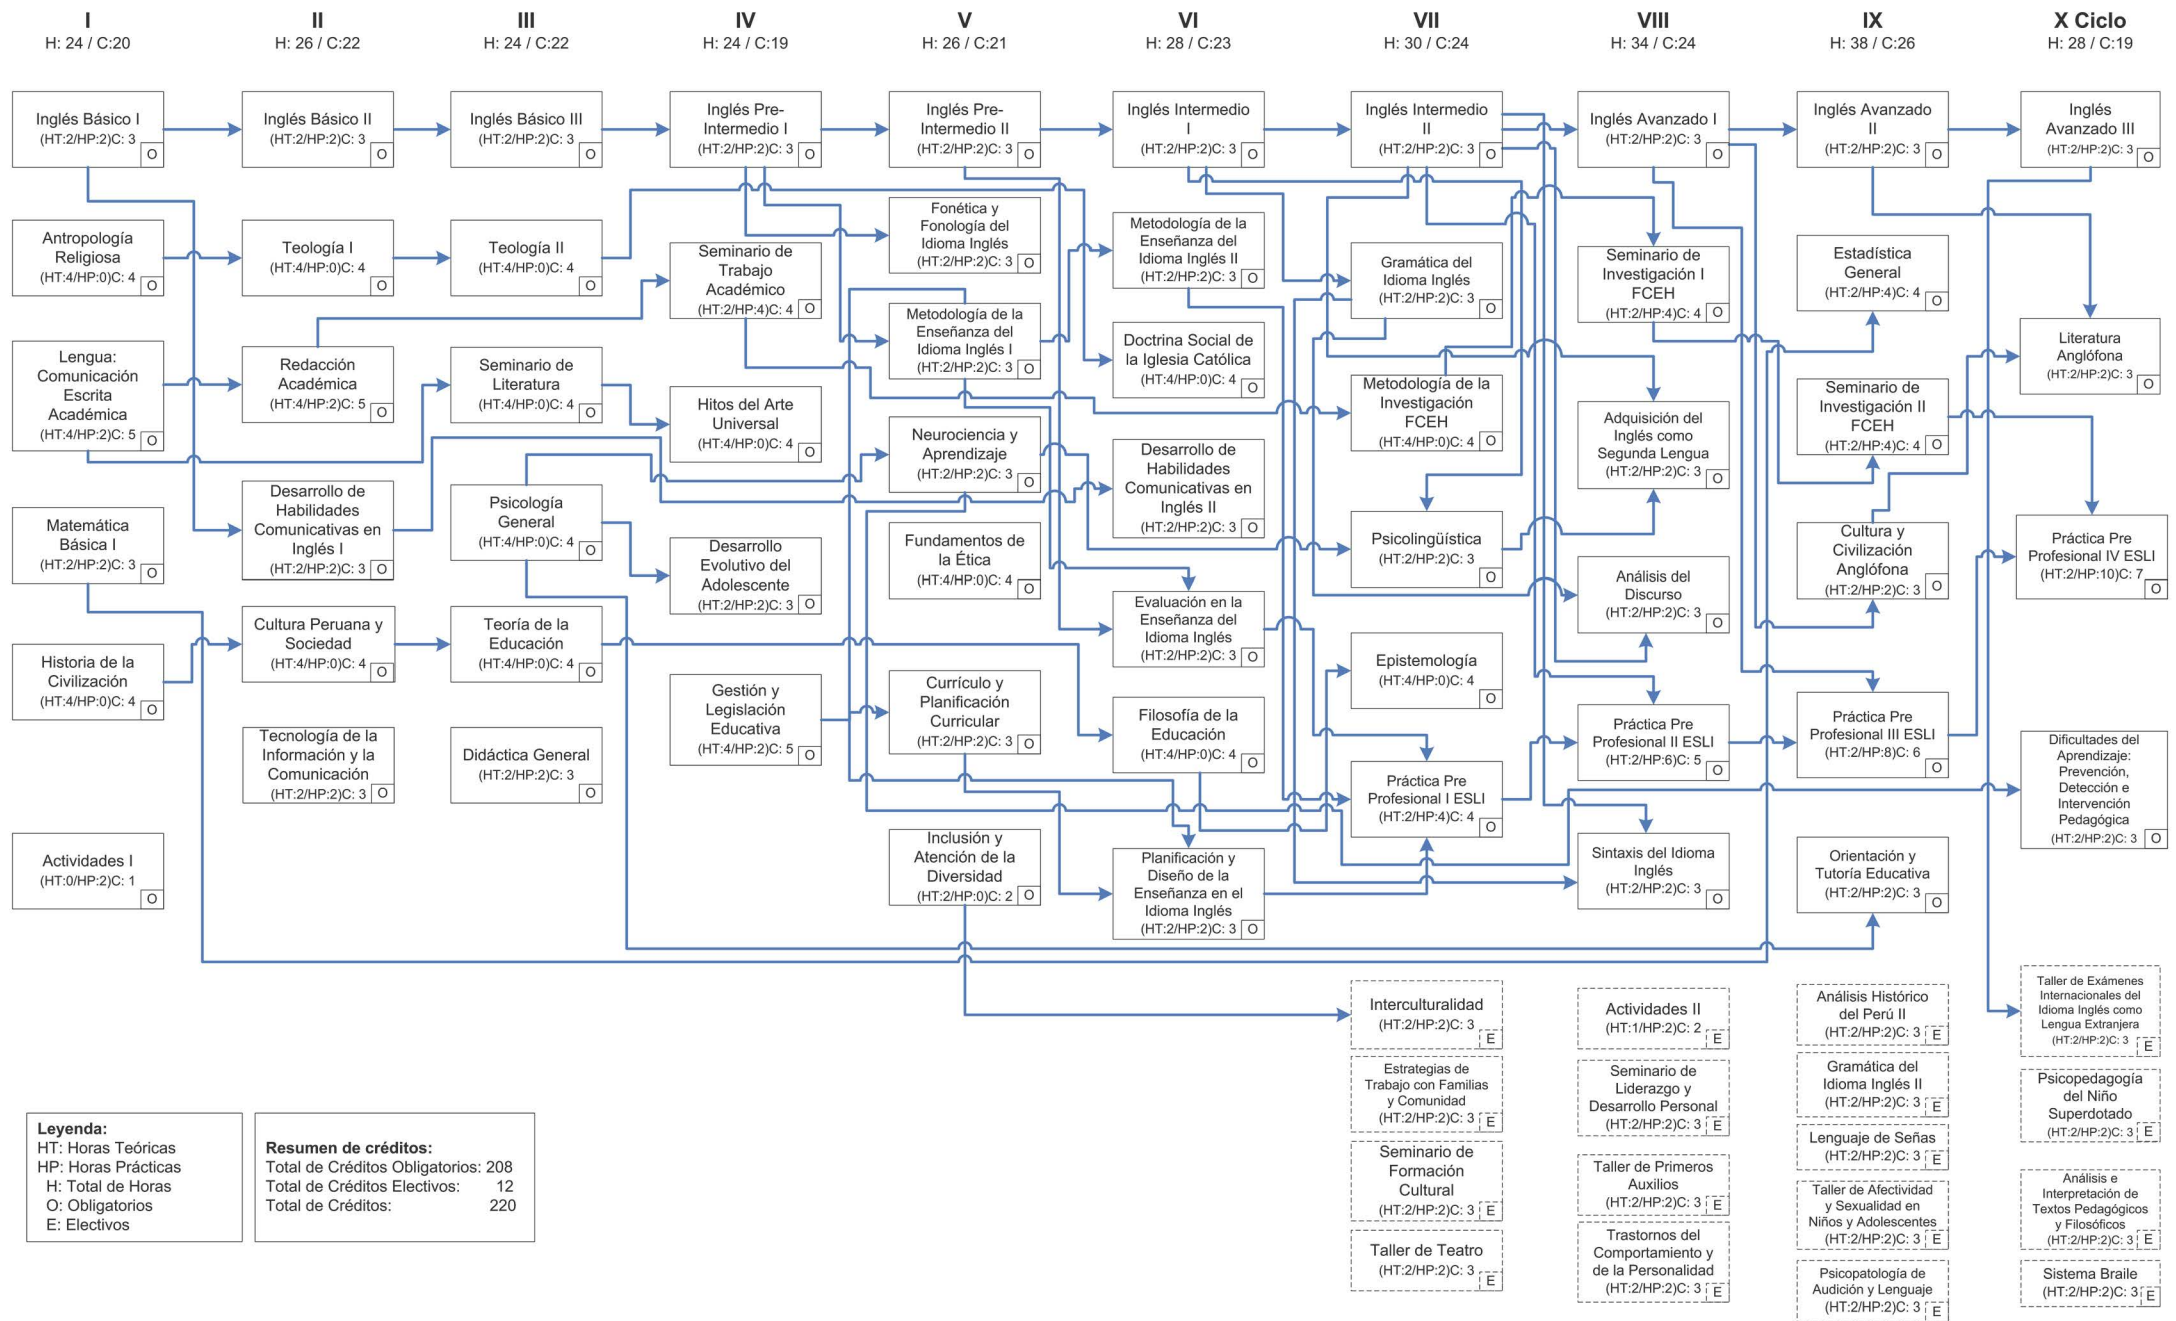 I
H: 24 / C:20
Inglés Básico I
(HT:2/HP:2)C: 3
O
Antropología
Religiosa
(HT:4/HP:0)C: 4
O
Lengua:
Comunicación
Escrita
Académica
(HT:4/HP:2)C: 5
O
Matemática
Básica I
(HT:2/HP:2)C: 3
O
Historia de la
Civilización
(HT:4/HP:0)C: 4
O
Actividades I
(HT:0/HP:2)C: 1
O
II
H: 26 / C:22
Inglés Básico II
(HT:2/HP:2)C: 3
O
Teología I
(HT:4/HP:0)C: 4
O
Redacción
Académica
(HT:4/HP:2)C: 5
O
Desarrollo de
Habilidades
Comunicativas en
Inglés I
(HT:2/HP:2)C: 3
O
Cultura Peruana y
Sociedad
(HT:4/HP:0)C: 4
O
Tecnología de la
Información y la
Comunicación
(HT:2/HP:2)C: 3
O
III
H: 24 / C:22
Inglés Básico III
(HT:2/HP:2)C: 3
O
Teología II
(HT:4/HP:0)C: 4
O
Seminario de
Literatura
(HT:4/HP:0)C: 4
O
Psicología
General
(HT:4/HP:0)C: 4
O
Teoría de la
Educación
(HT:4/HP:0)C: 4
O
Didáctica General
(HT:2/HP:2)C: 3
O
IV
H: 24 / C:19
Inglés Pre-
Intermedio I
(HT:2/HP:2)C: 3
O
Seminario de
Trabajo
Académico
(HT:2/HP:4)C: 4
O
Hitos del Arte
Universal
(HT:4/HP:0)C: 4
O
Desarrollo
Evolutivo del
Adolescente
(HT:2/HP:2)C: 3
O
Gestión y
Legislación
Educativa
(HT:4/HP:2)C: 5
O
V
H: 26 / C:21
Inglés Pre-
Intermedio II
(HT:2/HP:2)C: 3
O
Fonética y
Fonología del
Idioma Inglés
(HT:2/HP:2)C: 3
O
Metodología de la
Enseñanza del
Idioma Inglés I
(HT:2/HP:2)C: 3
O
Neurociencia y
Aprendizaje
(HT:2/HP:2)C: 3
O
Fundamentos de
la Ética
(HT:4/HP:0)C: 4
O
Currículo y
Planificación
Curricular
(HT:2/HP:2)C: 3
O
Inclusión y
Atención de la
Diversidad
(HT:2/HP:0)C: 2
O
VI
H: 28 / C:23
Inglés Intermedio
I
(HT:2/HP:2)C: 3
O
Metodología de la
Enseñanza del
Idioma Inglés II
(HT:2/HP:2)C: 3
O
Doctrina Social de
la Iglesia Católica
(HT:4/HP:0)C: 4
O
Desarrollo de
Habilidades
Comunicativas en
Inglés II
(HT:2/HP:2)C: 3
O
Evaluación en la
Enseñanza del
Idioma Inglés
(HT:2/HP:2)C: 3
O
Filosofía de la
Educación
(HT:4/HP:0)C: 4
O
Planificación y
Diseño de la
Enseñanza en el
Idioma Inglés
(HT:2/HP:2)C: 3
O
VII
H: 30 / C:24
Inglés Intermedio
II
(HT:2/HP:2)C: 3
O
Gramática del
Idioma Inglés
(HT:2/HP:2)C: 3
O
Metodología de la
Investigación
FCEH
(HT:4/HP:0)C: 4
O
Psicolingüística
(HT:2/HP:2)C: 3
O
Epistemología
(HT:4/HP:0)C: 4
O
Práctica Pre
Profesional I ESLI
(HT:2/HP:4)C: 4
O
Interculturalidad
(HT:2/HP:2)C: 3
E
Estrategias de
Trabajo con Familias
y Comunidad
(HT:2/HP:2)C: 3
E
Seminario de
Formación
Cultural
(HT:2/HP:2)C: 3
E
Taller de Teatro
(HT:2/HP:2)C: 3
E
VIII
H: 34 / C:24
Inglés Avanzado I
(HT:2/HP:2)C: 3
O
Seminario de
Investigación I
FCEH
(HT:2/HP:4)C: 4
O
Adquisición del
Inglés como
Segunda Lengua
(HT:2/HP:2)C: 3
O
Análisis del
Discurso
(HT:2/HP:2)C: 3
O
Práctica Pre
Profesional II ESLI
(HT:2/HP:6)C: 5
O
Sintaxis del Idioma
Inglés
(HT:2/HP:2)C: 3
O
Actividades II
(HT:1/HP:2)C: 2
E
Seminario de
Liderazgo y
Desarrollo Personal
(HT:2/HP:2)C: 3
E
Taller de Primeros
Auxilios
(HT:2/HP:2)C: 3
E
Trastornos del
Comportamiento y
de la Personalidad
(HT:2/HP:2)C: 3
E
IX
H: 38 / C:26
Inglés Avanzado
II
(HT:2/HP:2)C: 3
O
Estadística
General
(HT:2/HP:4)C: 4
O
Seminario de
Investigación II
FCEH
(HT:2/HP:4)C: 4
O
Cultura y
Civilización
Anglófona
(HT:2/HP:2)C: 3
O
Práctica Pre
Profesional III ESLI
(HT:2/HP:8)C: 6
O
Orientación y
Tutoría Educativa
(HT:2/HP:2)C: 3
O
Análisis Histórico
del Perú II
(HT:2/HP:2)C: 3
E
Gramática del
Idioma Inglés II
(HT:2/HP:2)C: 3
E
Lenguaje de Señas
(HT:2/HP:2)C: 3
E
Taller de Afectividad
y Sexualidad en
Niños y Adolescentes
(HT:2/HP:2)C: 3
E
Psicopatología de
Audición y Lenguaje
(HT:2/HP:2)C: 3
E
X Ciclo
H: 28 / C:19
Inglés
Avanzado III
(HT:2/HP:2)C: 3
O
Literatura
Anglófona
(HT:2/HP:2)C: 3
O
Práctica Pre
Profesional IV ESLI
(HT:2/HP:10)C: 7
O
Dificultades del
Aprendizaje:
Prevención,
Detección e
Intervención
Pedagógica
(HT:2/HP:2)C: 3
O
Taller de Exámenes
Internacionales del
Idioma Inglés como
Lengua Extranjera
(HT:2/HP:2)C: 3
E
Psicopedagogía
del Niño
Superdotado
(HT:2/HP:2)C: 3
E
Análisis e
Interpretación de
Textos Pedagógicos
y Filosóficos
(HT:2/HP:2)C: 3
E
Sistema Braile
(HT:2/HP:2)C: 3
E
Leyenda:
HT: Horas Teóricas
HP: Horas Prácticas
H: Total de Horas
O: Obligatorios
E: Electivos
Resumen de créditos:
Total de Créditos Obligatorios: 208
Total de Créditos Electivos: 12
Total de Créditos: 220